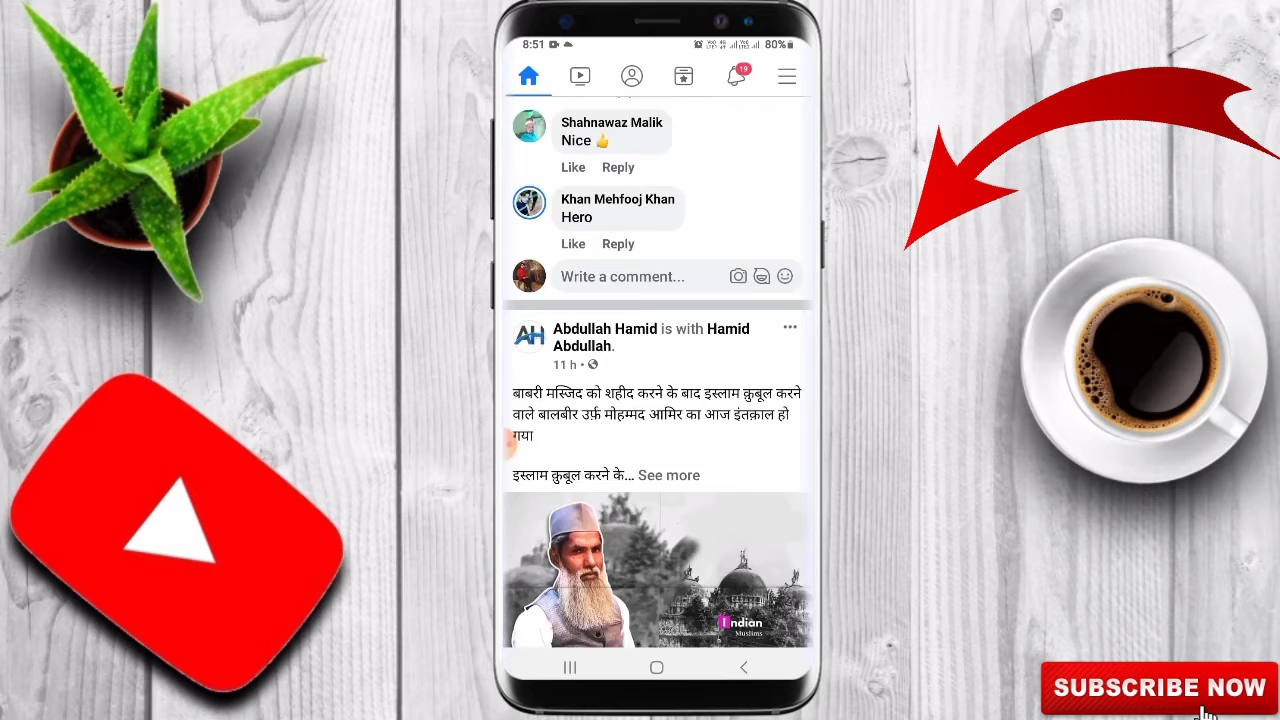 8:51
80%
19
Shahnawaz Malik
Nice 👍
Like Reply
Khan Mehfooj Khan
Hero
Like Reply
Write a comment...
AH
Abdullah Hamid is with Hamid
Abdullah.
11 h
बाबरी मस्जिद को शहीद करने के बाद इस्लाम क़ुबूल करने
वाले बालबीर उर्फ़ मोहम्मद आमिर का आज इंतक़ाल हो
गया
इस्लाम क़ुबूल करने के... See more
Indian
Muslims
SUBSCRIBE NOW